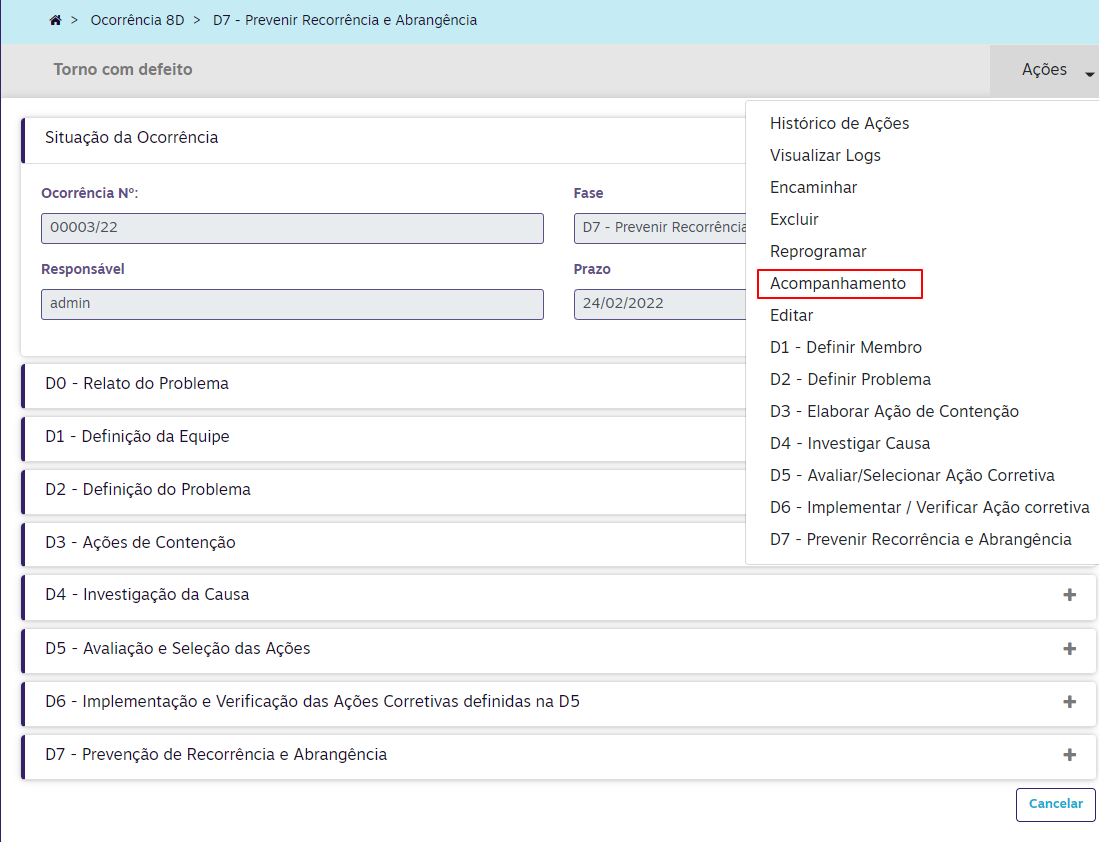 > Ocorrência 8D > D7 - Prevenir Recorrência e Abrangência
Torno com defeito
Ações
Situação da Ocorrência
Ocorrência Nº:
00003/22
Fase
D7 - Prevenir Recorrência
Responsável
admin
Prazo
24/02/2022
Histórico de Ações
Visualizar Logs
Encaminhar
Excluir
Reprogramar
Acompanhamento
Editar
D1 - Definir Membro
D2 - Definir Problema
D3 - Elaborar Ação de Contenção
D4 - Investigar Causa
D5 - Avaliar/Selecionar Ação Corretiva
D6 - Implementar / Verificar Ação corretiva
D7 - Prevenir Recorrência e Abrangência
D0 - Relato do Problema
D1 - Definição da Equipe
D2 - Definição do Problema
D3 - Ações de Contenção
D4 - Investigação da Causa
D5 - Avaliação e Seleção das Ações
D6 - Implementação e Verificação das Ações Corretivas definidas na D5
D7 - Prevenção de Recorrência e Abrangência
Cancelar